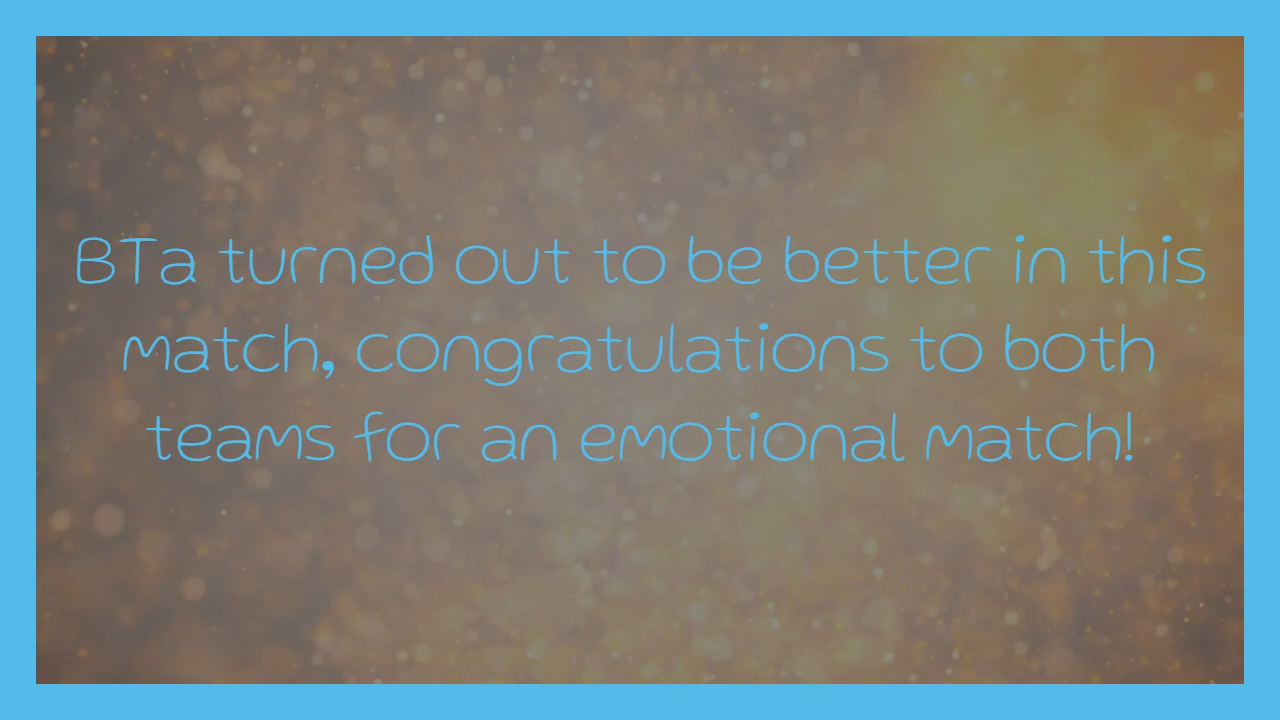 BTa turned out to be better in this
match, congratulations to both
teams for an emotional match!